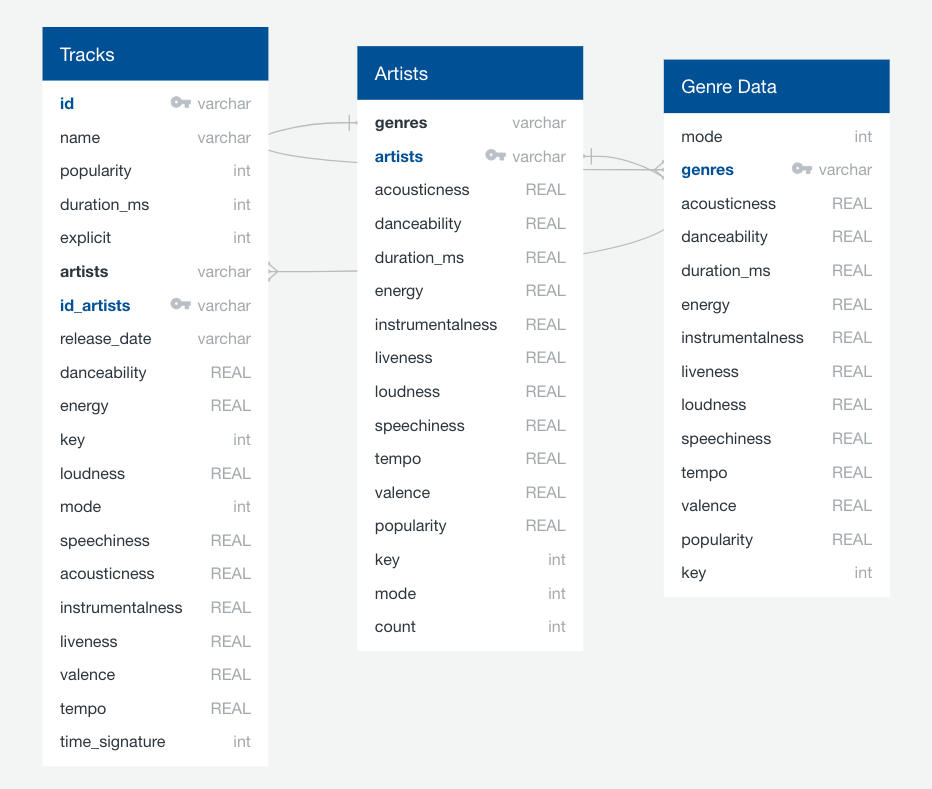 Tracks
id varchar
name varchar
popularity int
duration_ms int
explicit int
artists varchar
id_artists varchar
release_date varchar
danceability REAL
energy REAL
key int
loudness REAL
mode int
speechiness REAL
acousticness REAL
instrumentalness REAL
liveness REAL
valence REAL
tempo REAL
time_signature int
Artists
genres varchar
artists varchar
acousticness REAL
danceability REAL
duration_ms REAL
energy REAL
instrumentalness REAL
liveness REAL
loudness REAL
speechiness REAL
tempo REAL
valence REAL
popularity REAL
key int
mode int
count int
Genre Data
mode int
genres varchar
acousticness REAL
danceability REAL
duration_ms REAL
energy REAL
instrumentalness REAL
liveness REAL
loudness REAL
speechiness REAL
tempo REAL
valence REAL
popularity REAL
key int